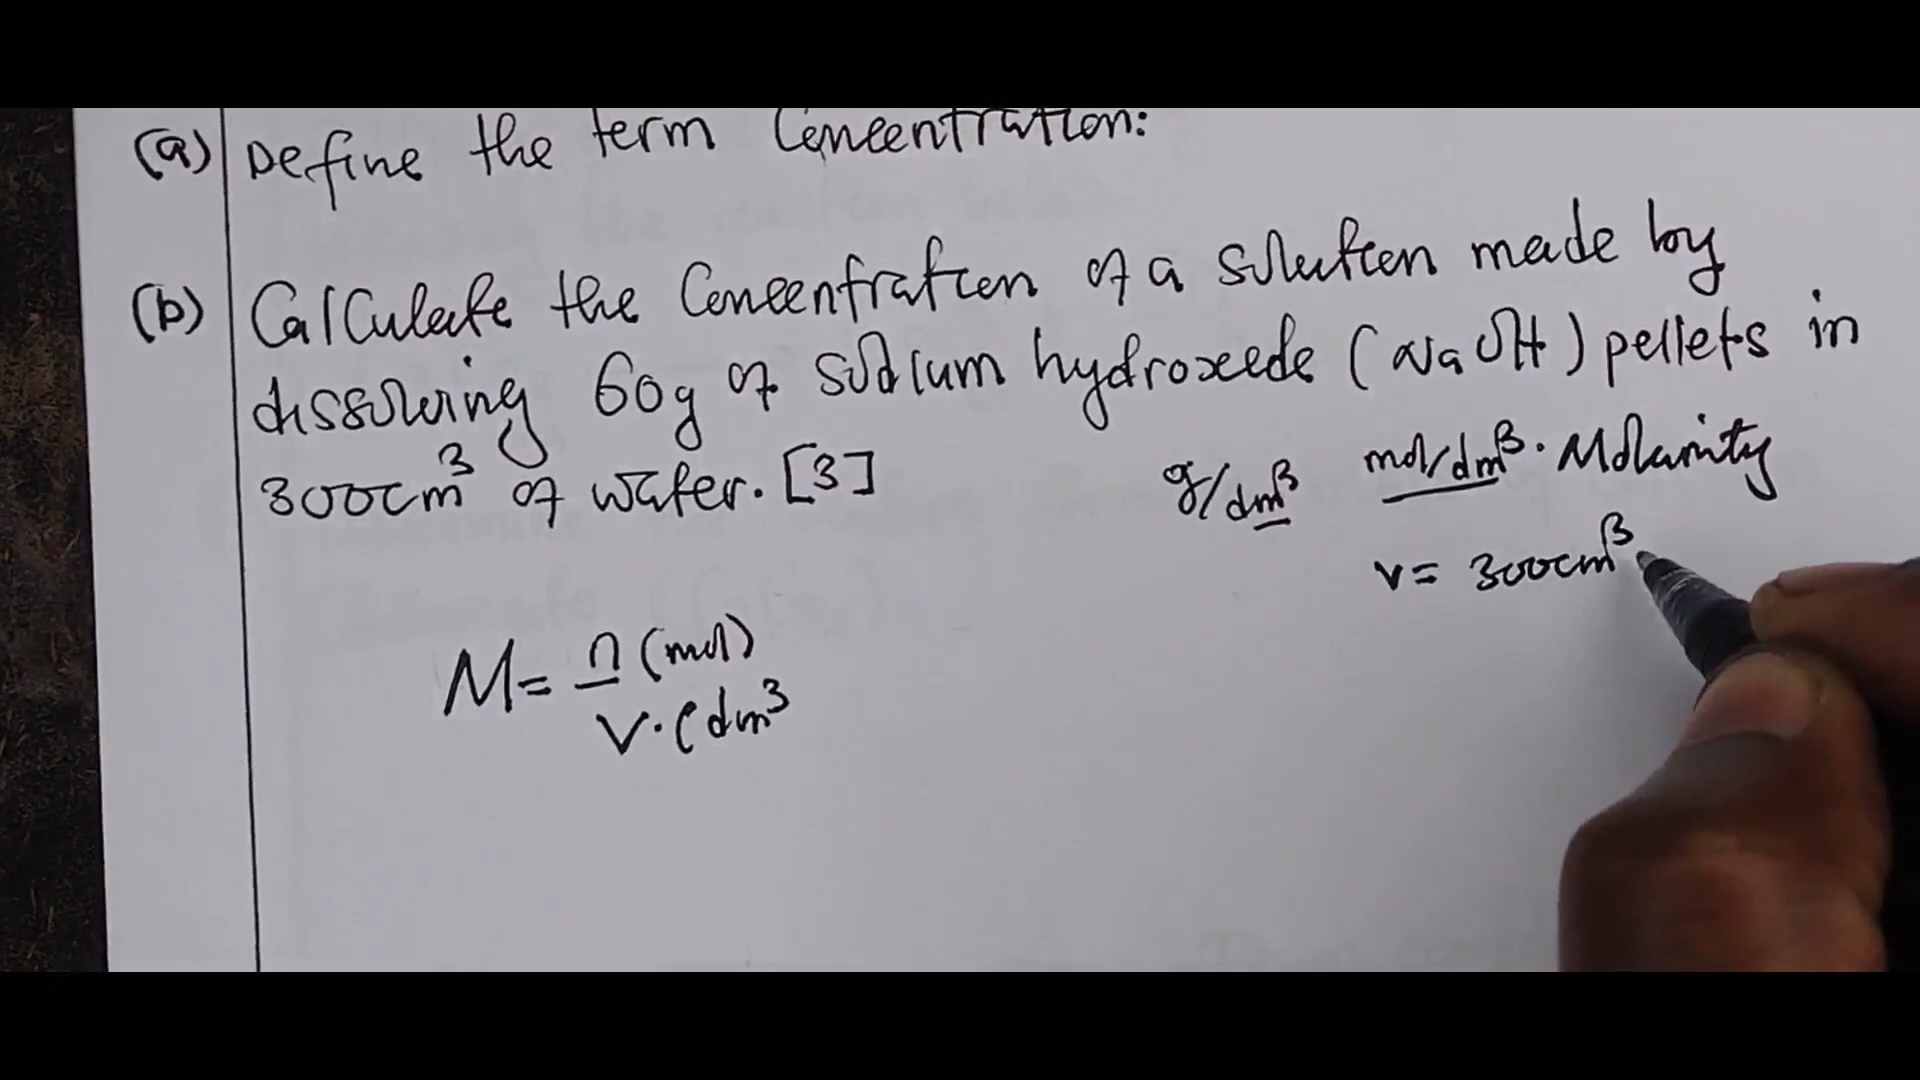 (a) Define the term Concentration:
(b) Calculate the Concentration of a solution made by
dissolving 60g of sodium hydroxide (NaOH) pellets in
300cm³ of water. [3]
g/dm³ mol/dm³. Molarity
v= 300cm³
M= n (mol)
v. (dm³